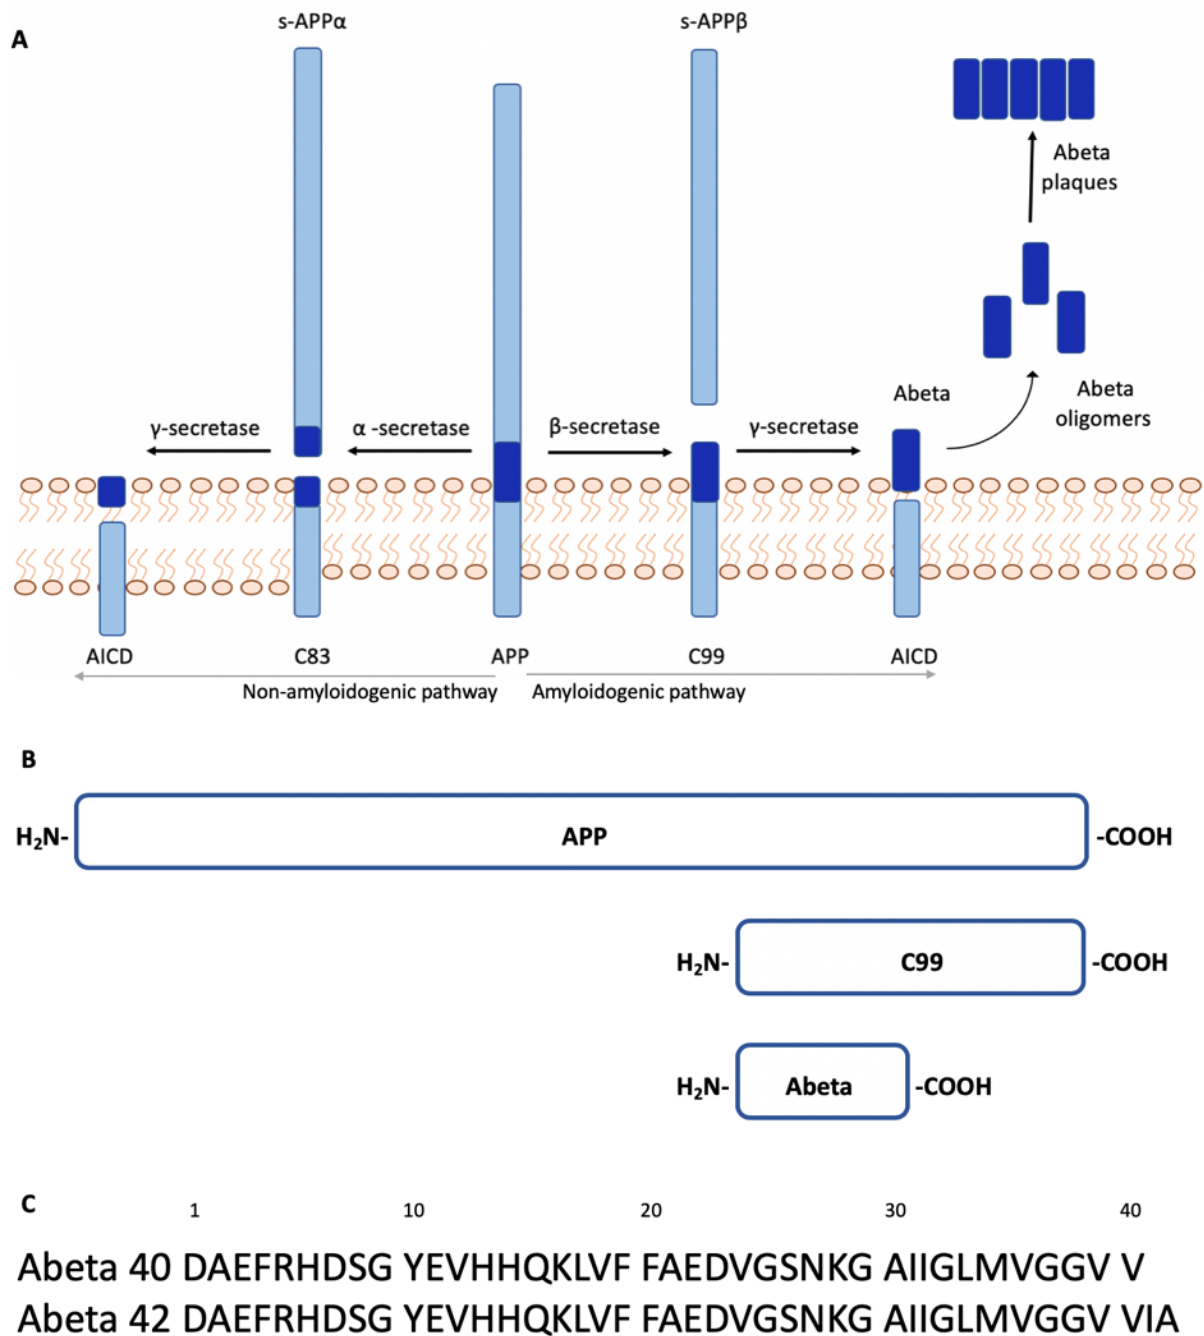 A
s-APPα
s-APPβ
Abeta
plaques
Abeta
Abeta
oligomers
γ-secretase
α -secretase
β-secretase
γ-secretase
AICD
C83
APP
C99
AICD
Non-amyloidogenic pathway
Amyloidogenic pathway
B
H₂N-
APP
-COOH
H₂N-
C99
-COOH
H₂N-
Abeta
-COOH
C
1 10 20 30 40
Abeta 40 DAEFRHDSG YEVHHQKLVF FAEDVGSNKG AIIGLMVGGV V
Abeta 42 DAEFRHDSG YEVHHQKLVF FAEDVGSNKG AIIGLMVGGV VIA